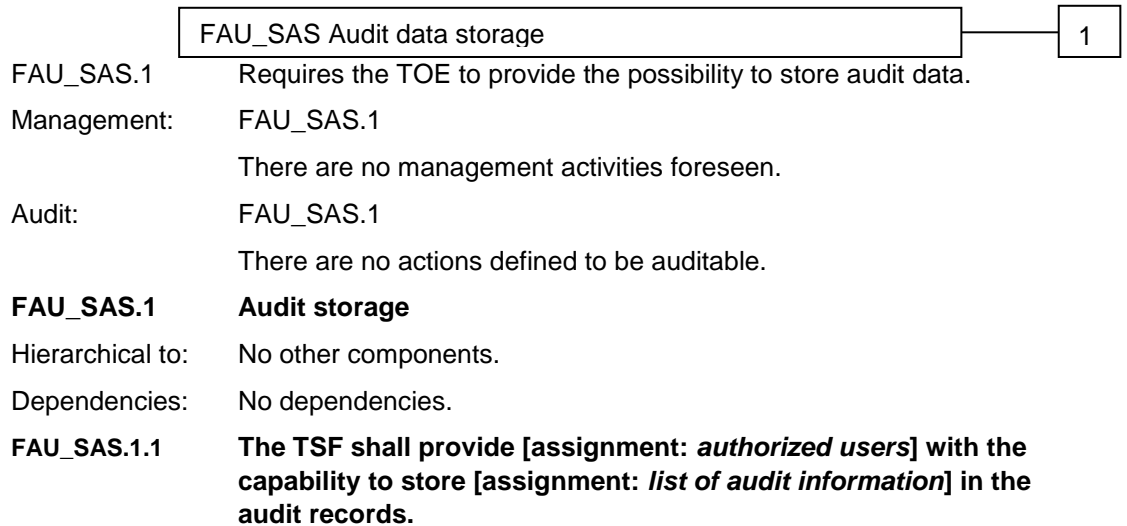 FAU_SAS Audit data storage 1
FAU_SAS.1 Requires the TOE to provide the possibility to store audit data.
Management: FAU_SAS.1
There are no management activities foreseen.
Audit: FAU_SAS.1
There are no actions defined to be auditable.
FAU_SAS.1 Audit storage
Hierarchical to: No other components.
Dependencies: No dependencies.
FAU_SAS.1.1 The TSF shall provide [assignment: authorized users] with the
capability to store [assignment: list of audit information] in the
audit records.